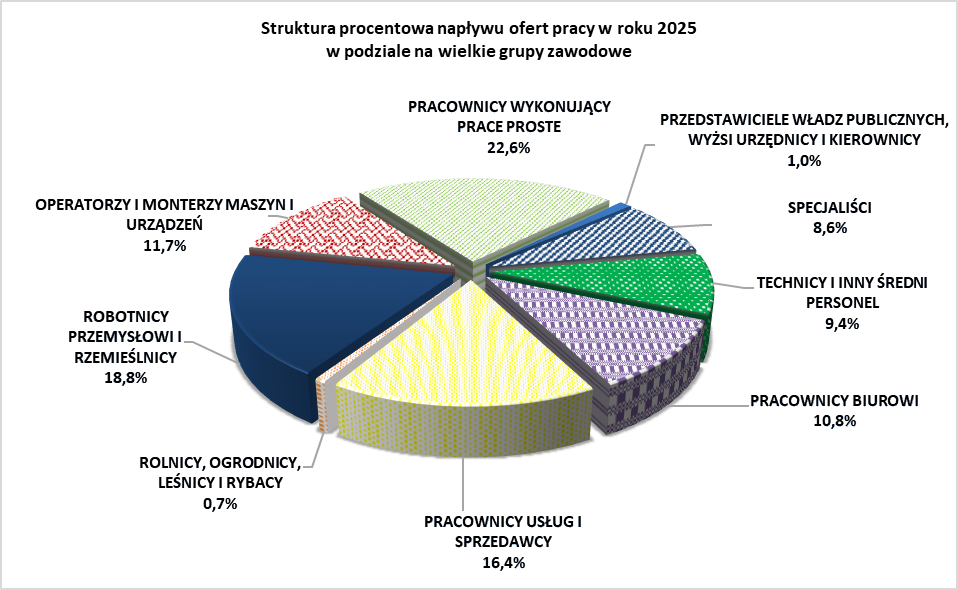 Struktura procentowa napływu ofert pracy w roku 2025
w podziale na wielkie grupy zawodowe
PRACOWNICY WYKONUJĄCY
PRACE PROSTE
22,6%
PRZEDSTAWICIELE WŁADZ PUBLICZNYCH,
WYŻSI URZĘDNICY I KIEROWNICY
1,0%
SPECJALIŚCI
8,6%
TECHNICY I INNY ŚREDNI
PERSONEL
9,4%
PRACOWNICY BIUROWI
10,8%
PRACOWNICY USŁUG I
SPRZEDAWCY
16,4%
ROLNICY, OGRODNICY,
LEŚNICY I RYBACY
0,7%
ROBOTNICY
PRZEMYSŁOWI I
RZEMIEŚLNICY
18,8%
OPERATORZY I MONTERZY MASZYN I
URZĄDZEŃ
11,7%